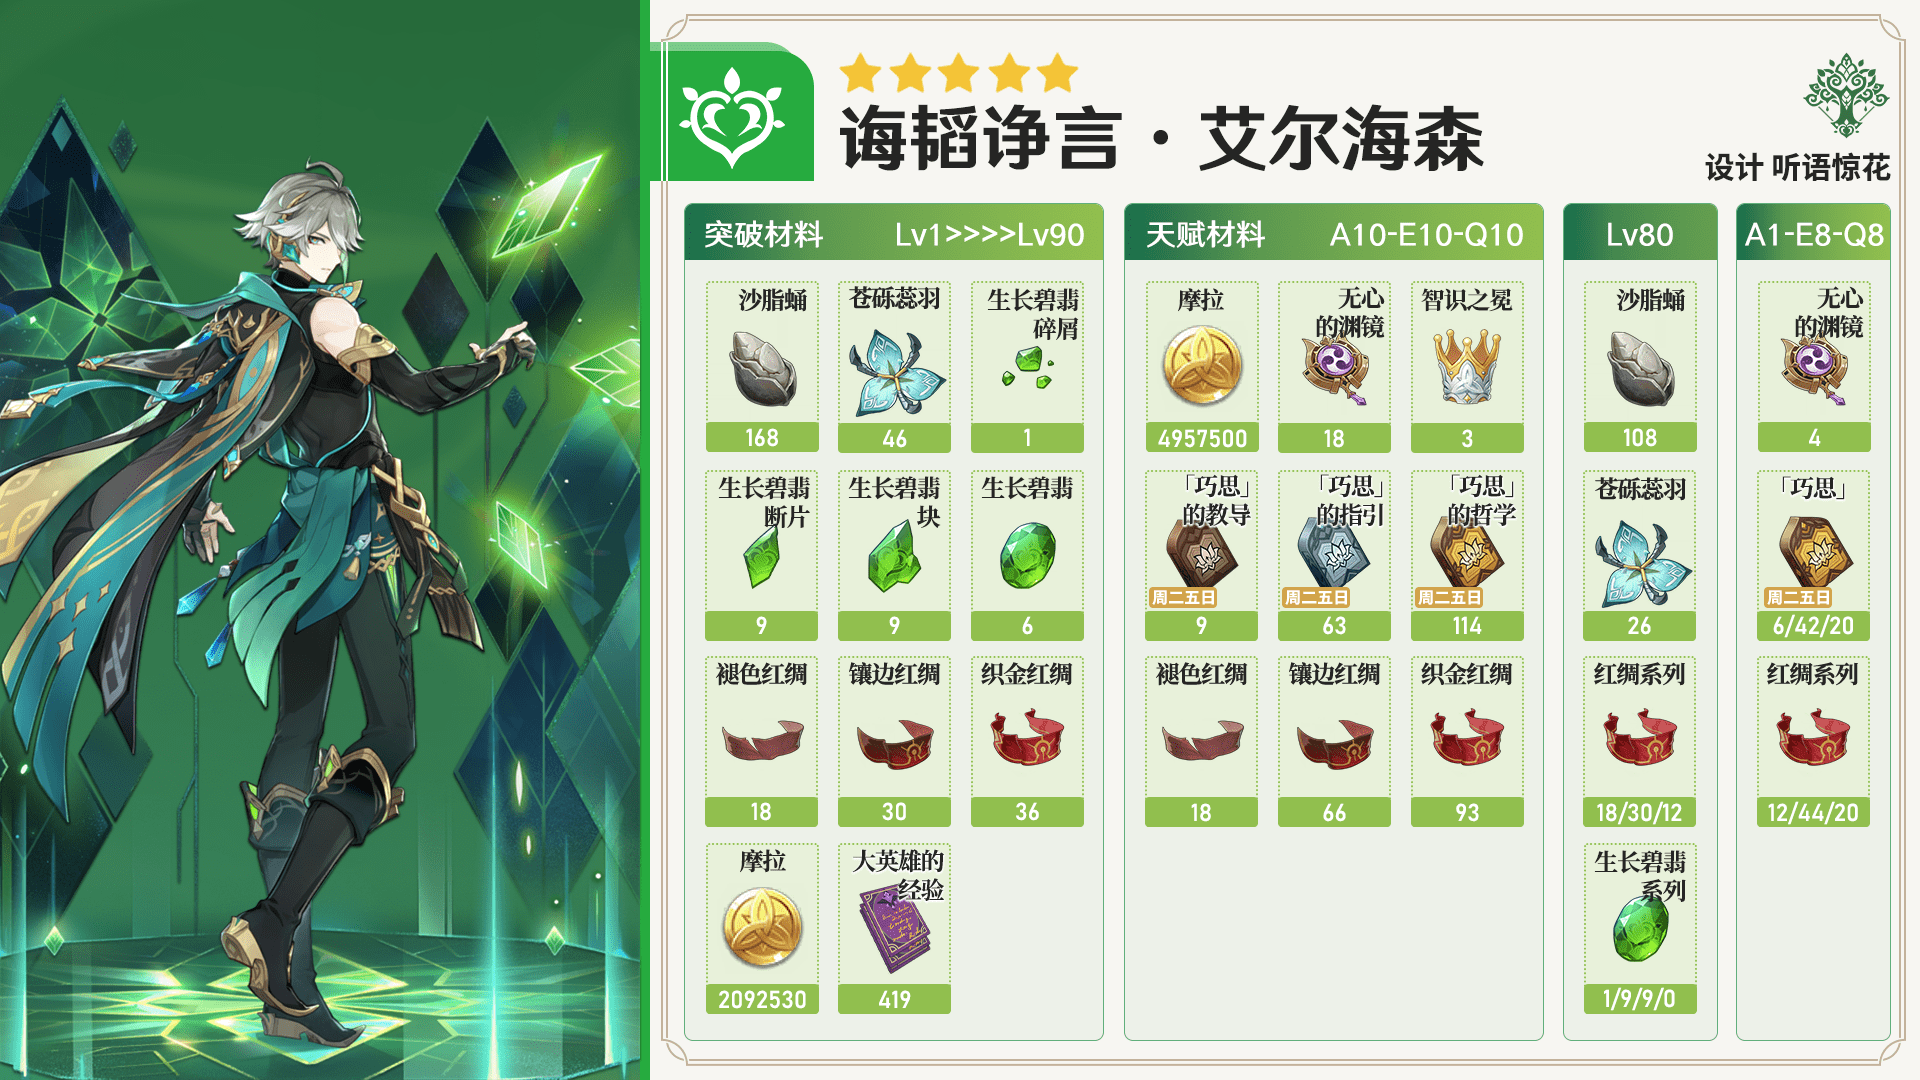 诲韬诤言·艾尔海森
设计 听语惊花
突破材料 Lv1>>>>Lv90
沙脂蛹
168
苍砾蕊羽
46
生长碧翡
碎屑
1
生长碧翡
断片
9
生长碧翡
块
9
生长碧翡
6
褪色红绸
18
镶边红绸
30
织金红绸
36
摩拉
2092530
大英雄的
经验
419
天赋材料 A10-E10-Q10
摩拉
4957500
无心
的渊镜
18
智识之冕
3
「巧思」
的教导
周二五日
9
「巧思」
的指引
周二五日
63
「巧思」
的哲学
周二五日
114
褪色红绸
18
镶边红绸
66
织金红绸
93
Lv80
沙脂蛹
108
苍砾蕊羽
26
红绸系列
18/30/12
生长碧翡
系列
1/9/9/0
A1-E8-Q8
无心
的渊镜
4
「巧思」
周二五日
6/42/20
红绸系列
12/44/20